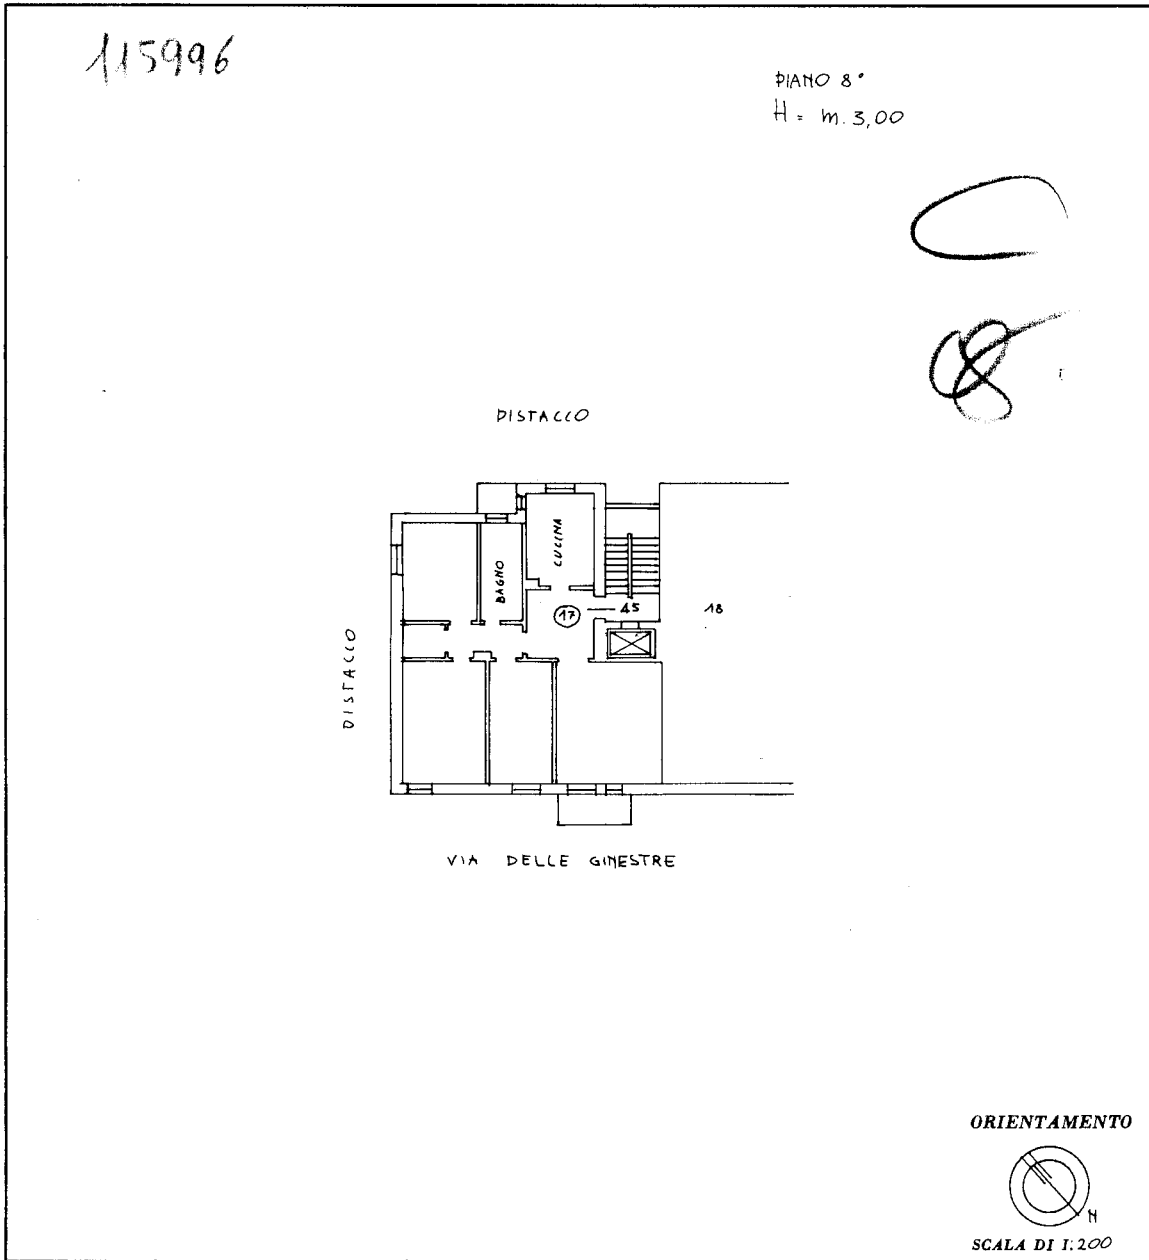 115996
PIANO 8°
H = m. 3,00
DISTACCO
CUCINA
BAGNO
17
45
18
DISTACCO
VIA DELLE GINESTRE
ORIENTAMENTO
N
SCALA DI 1:200